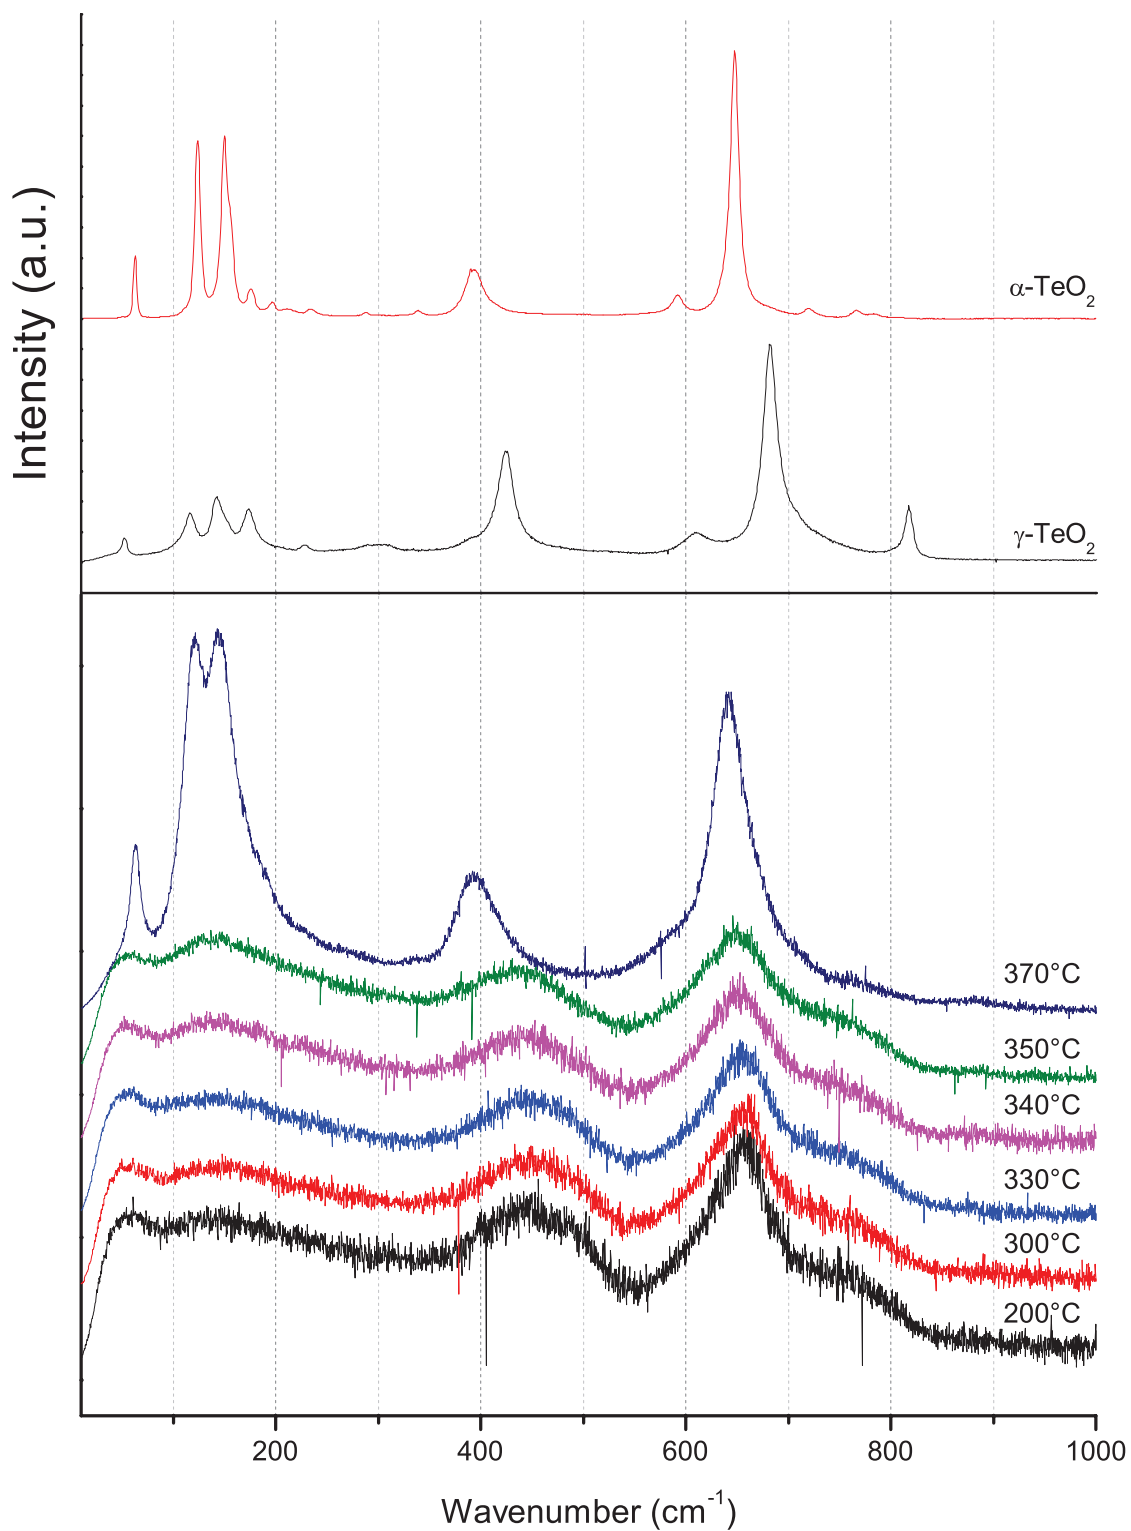 Intensity (a.u.)
α-TeO₂
γ-TeO₂
370°C
350°C
340°C
330°C
300°C
200°C
200 400 600 800 1000
Wavenumber (cm⁻¹)